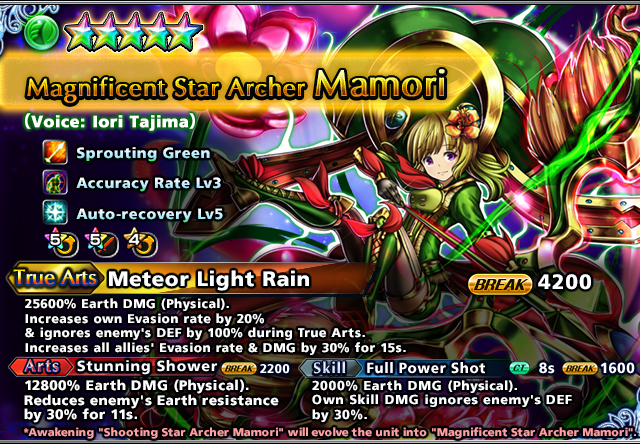 Magnificent Star Archer Mamori
(Voice: Iori Tajima)
Sprouting Green
Accuracy Rate Lv3
Auto-recovery Lv5
5 5 4
True Arts Meteor Light Rain BREAK 4200
25600% Earth DMG (Physical).
Increases own Evasion rate by 20%
& ignores enemy's DEF by 100% during True Arts.
Increases all allies' Evasion rate & DMG by 30% for 15s.
Arts Stunning Shower BREAK 2200
12800% Earth DMG (Physical).
Reduces enemy's Earth resistance
by 30% for 11s.
Skill Full Power Shot CT 8s BREAK 1600
2000% Earth DMG (Physical).
Own Skill DMG ignores enemy's DEF
by 30%.
*Awakening "Shooting Star Archer Mamori" will evolve the unit into "Magnificent Star Archer Mamori".